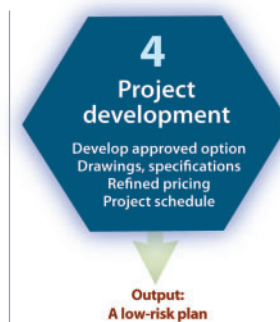 4
Project
development
Develop approved option
Drawings, specifications
Refined pricing
Project schedule
Output:
A low-risk plan